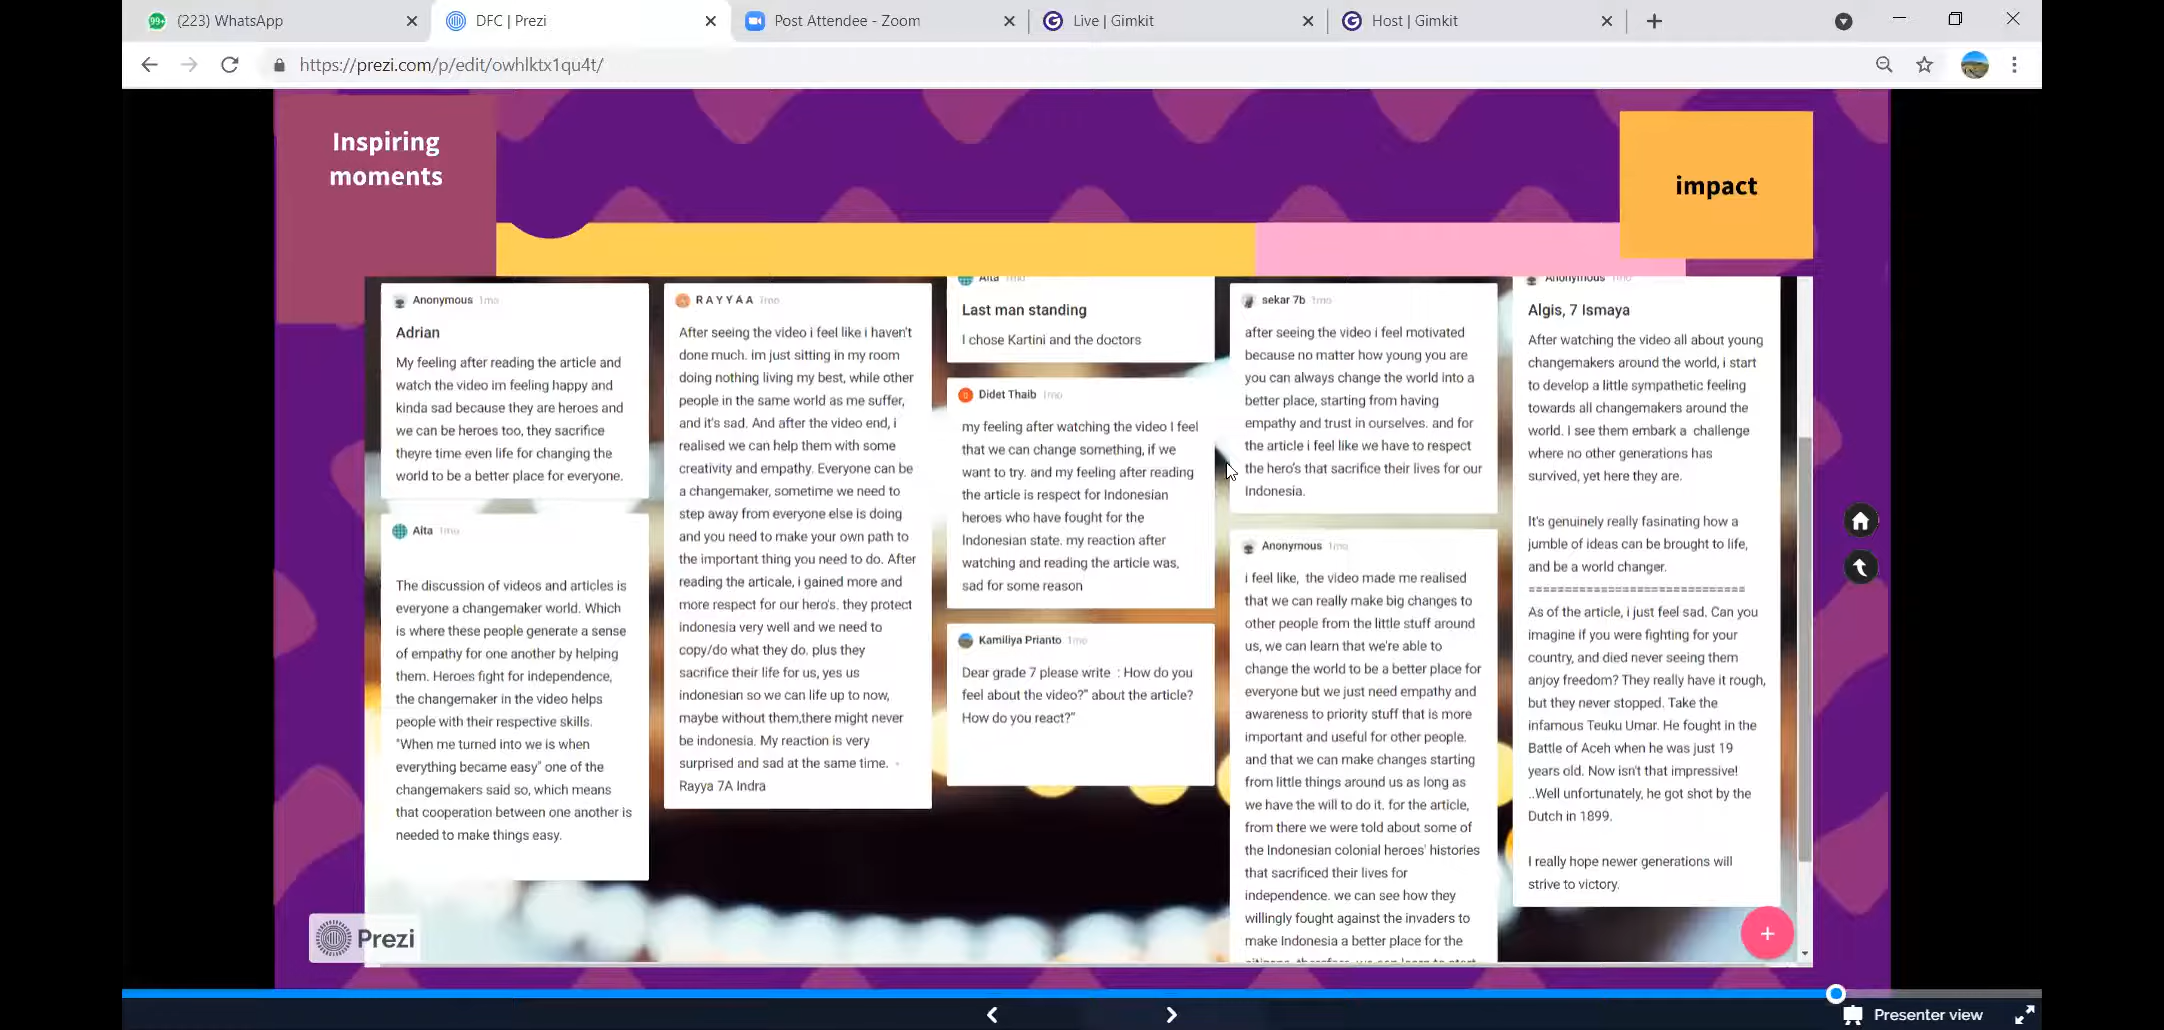 (223) WhatsApp
DFC | Prezi
Post Attendee - Zoom
Live | Gimkit
Host | Gimkit
https://prezi.com/p/edit/owhlktx1qu4t/
Inspiring
moments
impact
Anonymous 1mo
Adrian
My feeling after reading the article and
watch the video im feeling happy and
kinda sad because they are heroes and
we can be heroes too, they sacrifice
theyre time even life for changing the
world to be a better place for everyone.
Aita 1mo
The discussion of videos and articles is
everyone a changemaker world. Which
is where these people generate a sense
of empathy for one another by helping
them. Heroes fight for independence,
the changemaker in the video helps
people with their respective skills.
"When me turned into we is when
everything became easy" one of the
changemakers said so, which means
that cooperation between one another is
needed to make things easy.
R A Y Y A A 1mo
After seeing the video i feel like i haven't
done much. im just sitting in my room
doing nothing living my best, while other
people in the same world as me suffer,
and it's sad. And after the video end, i
realised we can help them with some
creativity and empathy. Everyone can be
a changemaker, sometime we need to
step away from everyone else is doing
and you need to make your own path to
the important thing you need to do. After
reading the articale, i gained more and
more respect for our hero's. they protect
indonesia very well and we need to
copy/do what they do. plus they
sacrifice their life for us, yes us
indonesian so we can life up to now,
maybe without them,there might never
be indonesia. My reaction is very
surprised and sad at the same time. -
Rayya 7A Indra
Aita 1mo
Last man standing
I chose Kartini and the doctors
Didet Thaib 1mo
my feeling after watching the video I feel
that we can change something, if we
want to try. and my feeling after reading
the article is respect for Indonesian
heroes who have fought for the
Indonesian state. my reaction after
watching and reading the article was,
sad for some reason
Kamiliya Prianto 1mo
Dear grade 7 please write : How do you
feel about the video?" about the article?
How do you react?"
sekar 7b 1mo
after seeing the video i feel motivated
because no matter how young you are
you can always change the world into a
better place, starting from having
empathy and trust in ourselves. and for
the article i feel like we have to respect
the hero's that sacrifice their lives for our
Indonesia.
Anonymous 1mo
i feel like, the video made me realised
that we can really make big changes to
other people from the little stuff around
us, we can learn that we're able to
change the world to be a better place for
everyone but we just need empathy and
awareness to priority stuff that is more
important and useful for other people.
and that we can make changes starting
from little things around us as long as
we have the will to do it. for the article,
from there we were told about some of
the Indonesian colonial heroes' histories
that sacrificed their lives for
independence. we can see how they
willingly fought against the invaders to
make Indonesia a better place for the
Anonymous 1mo
Algis, 7 Ismaya
After watching the video all about young
changemakers around the world, i start
to develop a little sympathetic feeling
towards all changemakers around the
world. I see them embark a challenge
where no other generations has
survived, yet here they are.
It's genuinely really fasinating how a
jumble of ideas can be brought to life,
and be a world changer.
=============================
As of the article, i just feel sad. Can you
imagine if you were fighting for your
country, and died never seeing them
anjoy freedom? They really have it rough,
but they never stopped. Take the
infamous Teuku Umar. He fought in the
Battle of Aceh when he was just 19
years old. Now isn't that impressive!
..Well unfortunately, he got shot by the
Dutch in 1899.
I really hope newer generations will
strive to victory.
Prezi
Presenter view